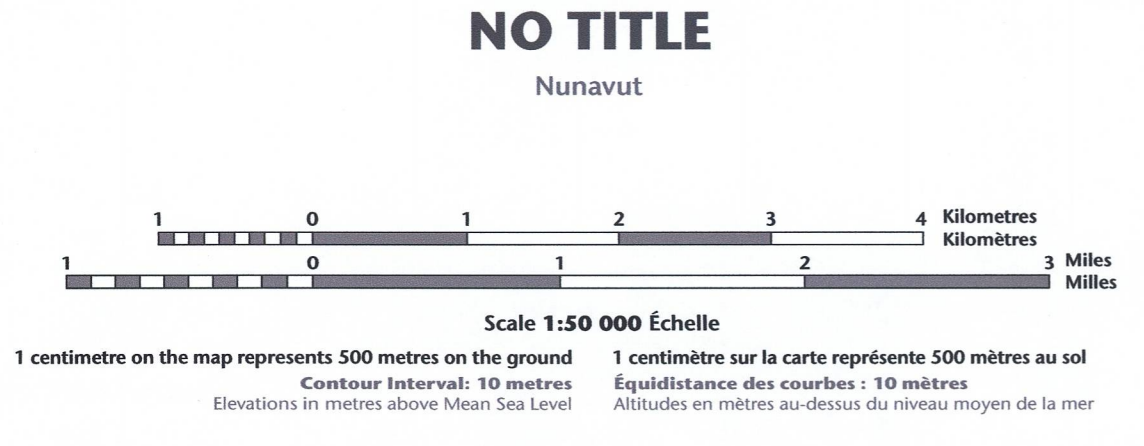 NO TITLE
Nunavut
1 0 1 2 3 4 Kilometres
Kilomètres
1 0 1 2 3 Miles
Milles
Scale 1:50 000 Échelle
1 centimetre on the map represents 500 metres on the ground
Contour Interval: 10 metres
Elevations in metres above Mean Sea Level
1 centimètre sur la carte représente 500 mètres au sol
Équidistance des courbes : 10 mètres
Altitudes en mètres au-dessus du niveau moyen de la mer